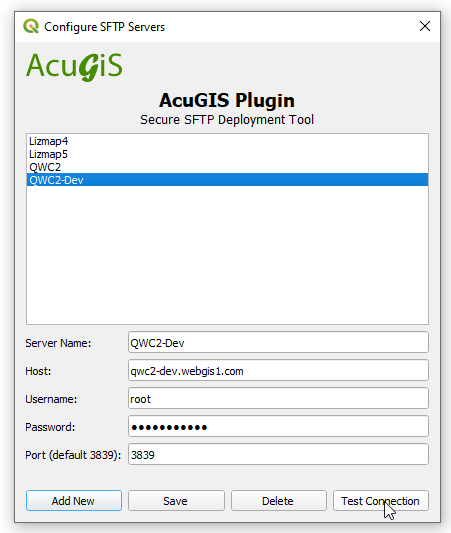 Configure SFTP Servers
AcuGiS
AcuGIS Plugin
Secure SFTP Deployment Tool
Lizmap4
Lizmap5
QWC2
QWC2-Dev
Server Name: QWC2-Dev
Host: qwc2-dev.webgis1.com
Username: root
Password: ●●●●●●●●●●●
Port (default 3839): 3839
Add New Save Delete Test Connection